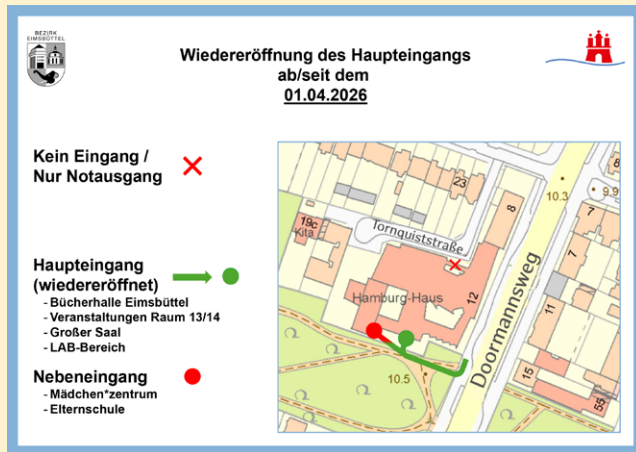 BEZIRK
EIMSBÜTTEL
Wiedereröffnung des Haupteingangs
ab/seit dem
01.04.2026
Kein Eingang /
Nur Notausgang
Haupteingang
(wiedereröffnet)
- Bücherhalle Eimsbüttel
- Veranstaltungen Raum 13/14
- Großer Saal
- LAB-Bereich
Nebeneingang
- Mädchen*zentrum
- Elternschule
23
8
10.3
8
9.9
19c
Kita
Tornquiststraße
7
7
Hamburg-Haus
12
Doormannsweg
11
10.5
15
55